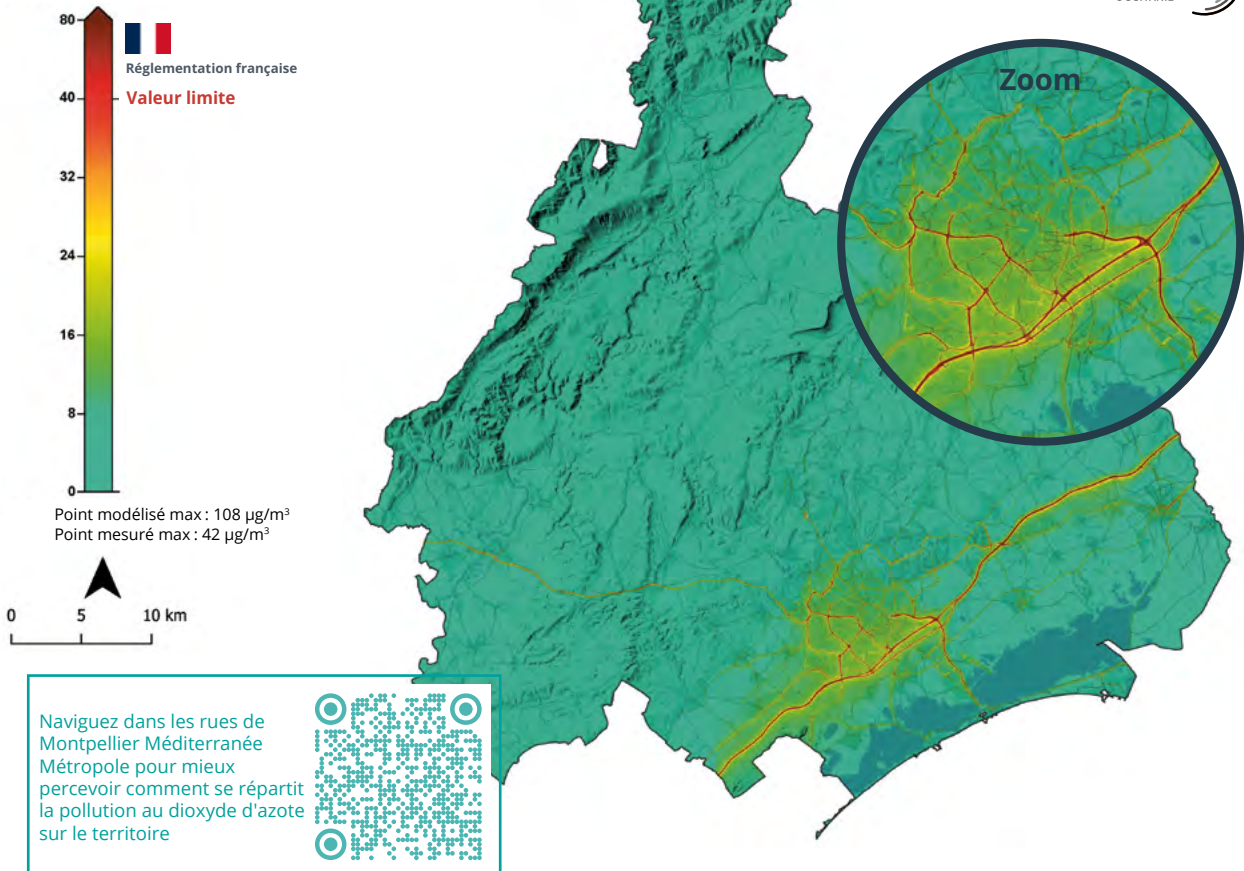 80
Réglementation française
40
Valeur limite
32
24
16
8
0
Point modélisé max : 108 µg/m³
Point mesuré max : 42 µg/m³
0 5 10 km
Zoom
Naviguez dans les rues de
Montpellier Méditerranée
Métropole pour mieux
percevoir comment se répartit
la pollution au dioxyde d'azote
sur le territoire